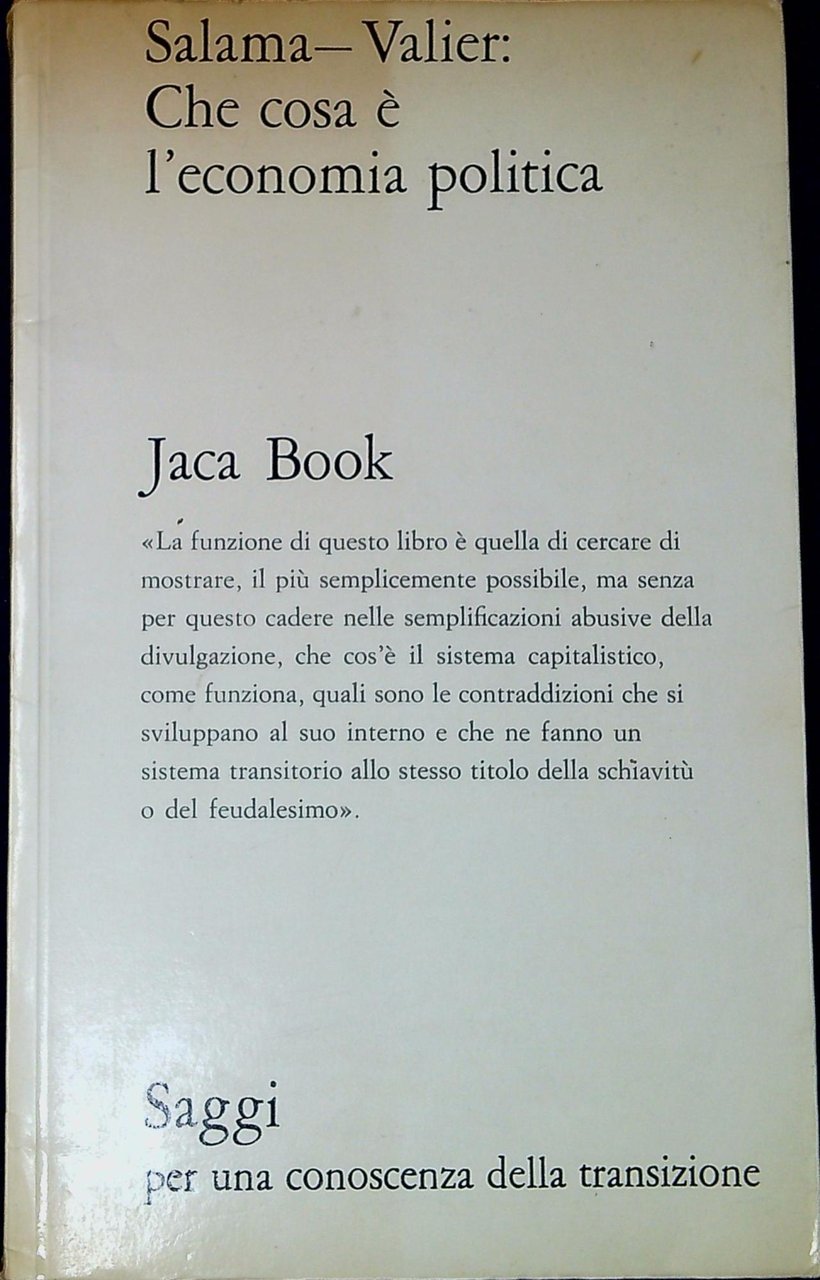 Salama—Valier:
Che cosa è
l'economia politica
Jaca Book
«La funzione di questo libro è quella di cercare di
mostrare, il più semplicemente possibile, ma senza
per questo cadere nelle semplificazioni abusive della
divulgazione, che cos'è il sistema capitalistico,
come funziona, quali sono le contraddizioni che si
sviluppano al suo interno e che ne fanno un
sistema transitorio allo stesso titolo della schiavitù
o del feudalesimo».
Saggi
per una conoscenza della transizione